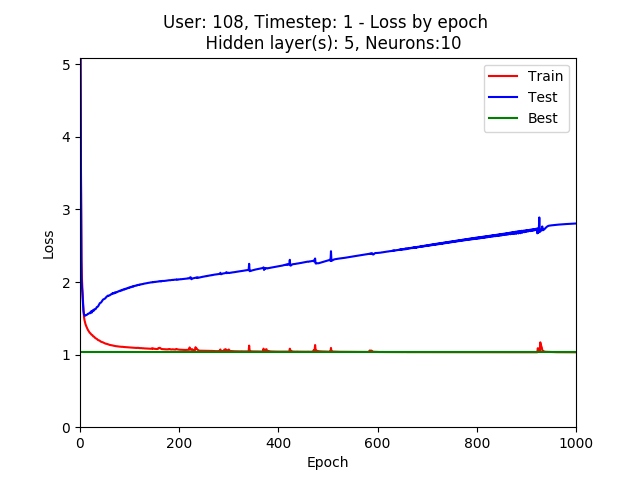 User: 108, Timestep: 1 - Loss by epoch
Hidden layer(s): 5, Neurons:10
Train
Test
Best
5
4
3
2
1
0
Loss
0 200 400 600 800 1000
Epoch